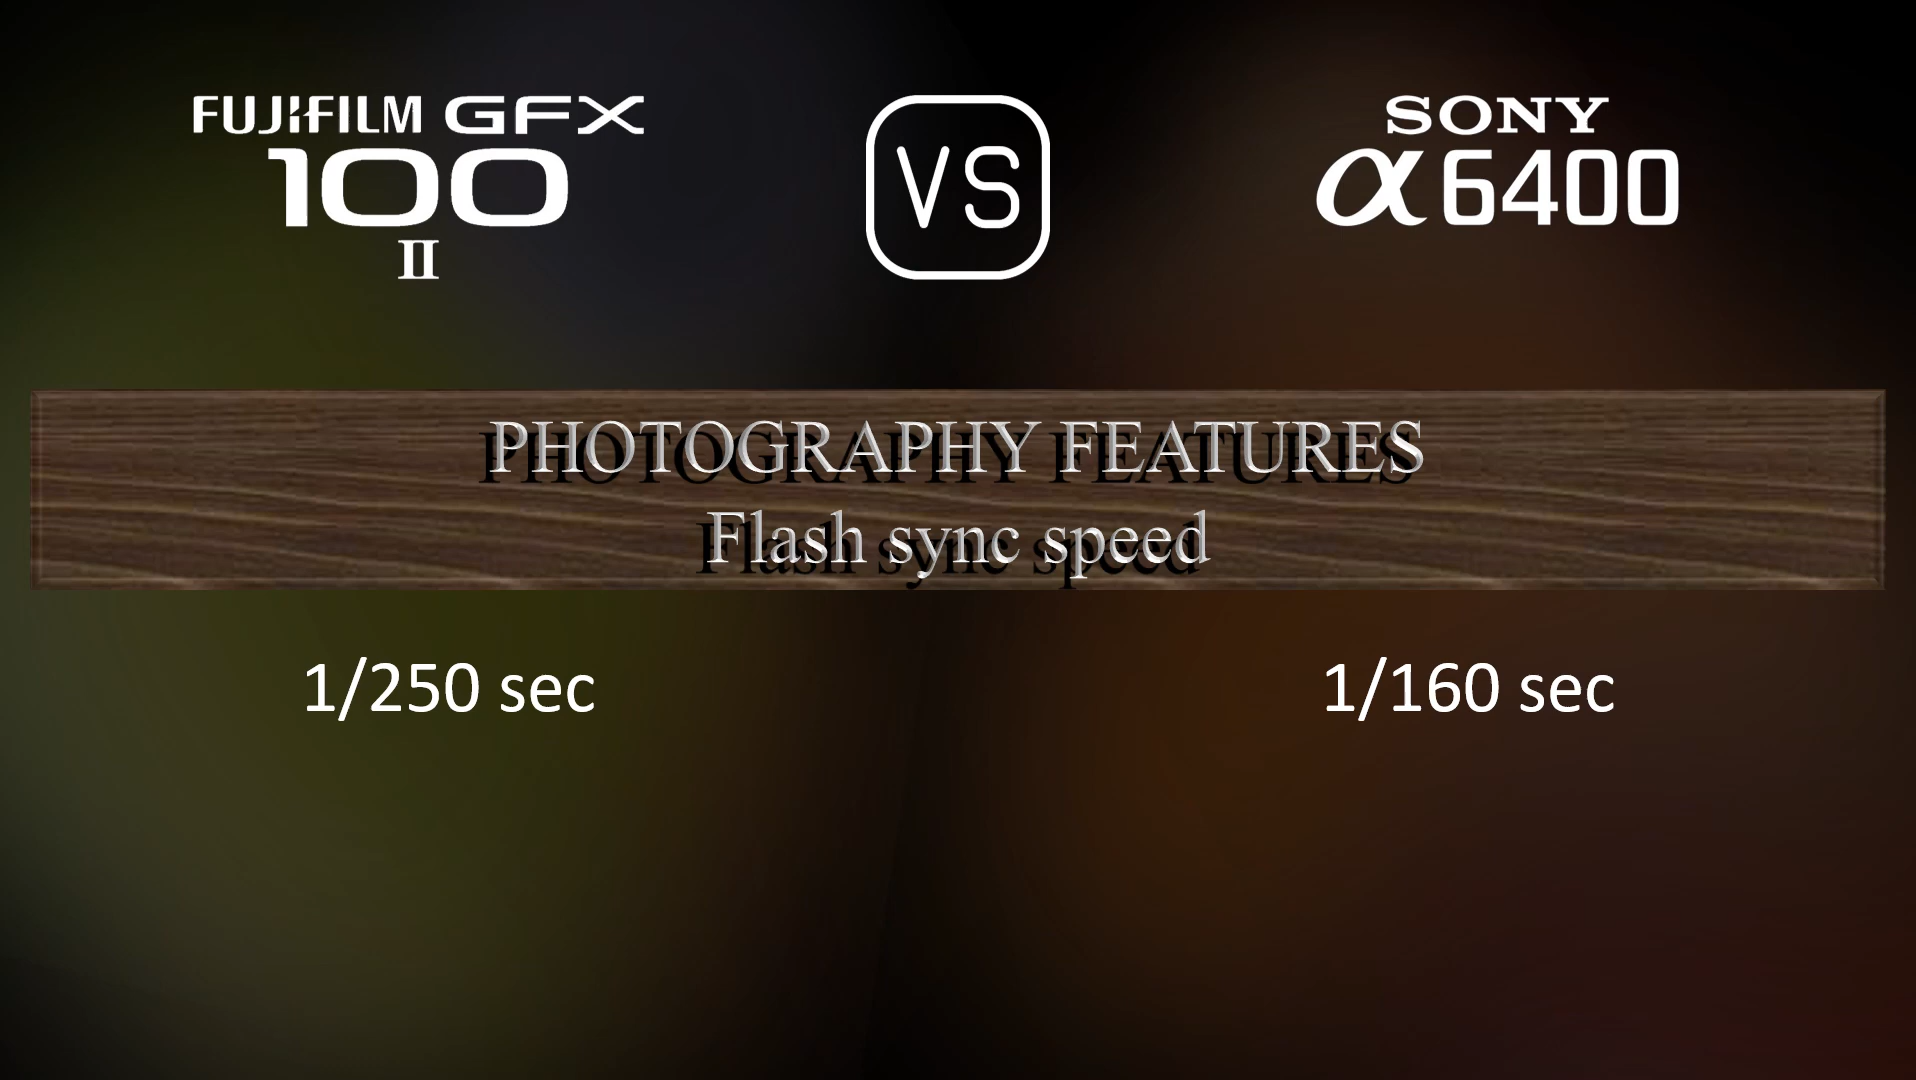 FUJIFILM GFX
100
II
VS
SONY
α6400
PHOTOGRAPHY FEATURES
Flash sync speed
1/250 sec
1/160 sec